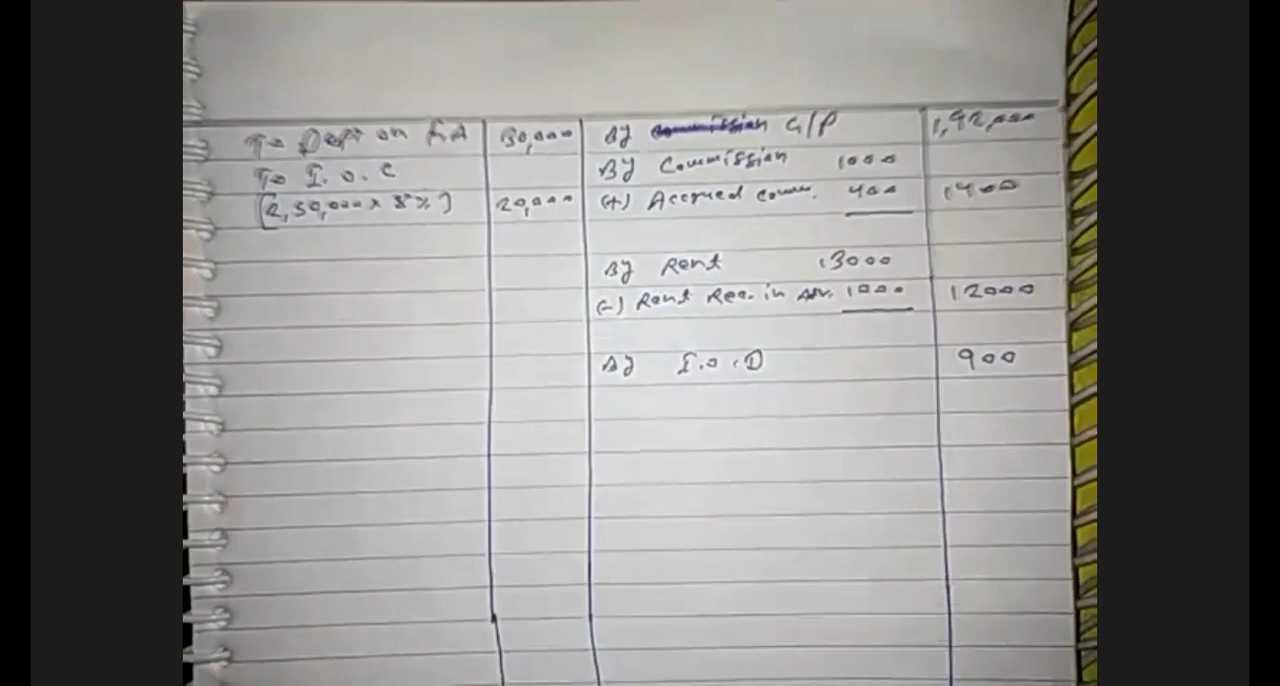 To Dep on F.A 30,000 By G/P 1,92,000
To I.O.C By Commission 1000
(2,50,000 x 8%) 20,000 (+) Accrued comm. 400 1400
By Rent 13000
(-) Rent Rec. in Adv. 1000 12000
By I.O.D 900